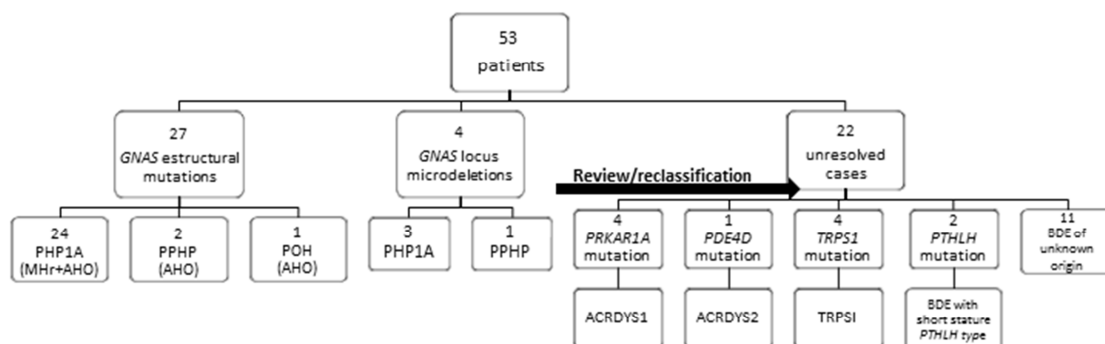 53
patients
27
GNAS estructural
mutations
4
GNAS locus
microdeletions
22
unresolved
cases
Review/reclassification
24
PHP1A
(MHr+AHO)
2
PPHP
(AHO)
1
POH
(AHO)
3
PHP1A
1
PPHP
4
PRKAR1A
mutation
1
PDE4D
mutation
4
TRPS1
mutation
2
PTHLH
mutation
11
BDE of
unknown
origin
ACRDYS1
ACRDYS2
TRPSI
BDE with
short stature
PTHLH type